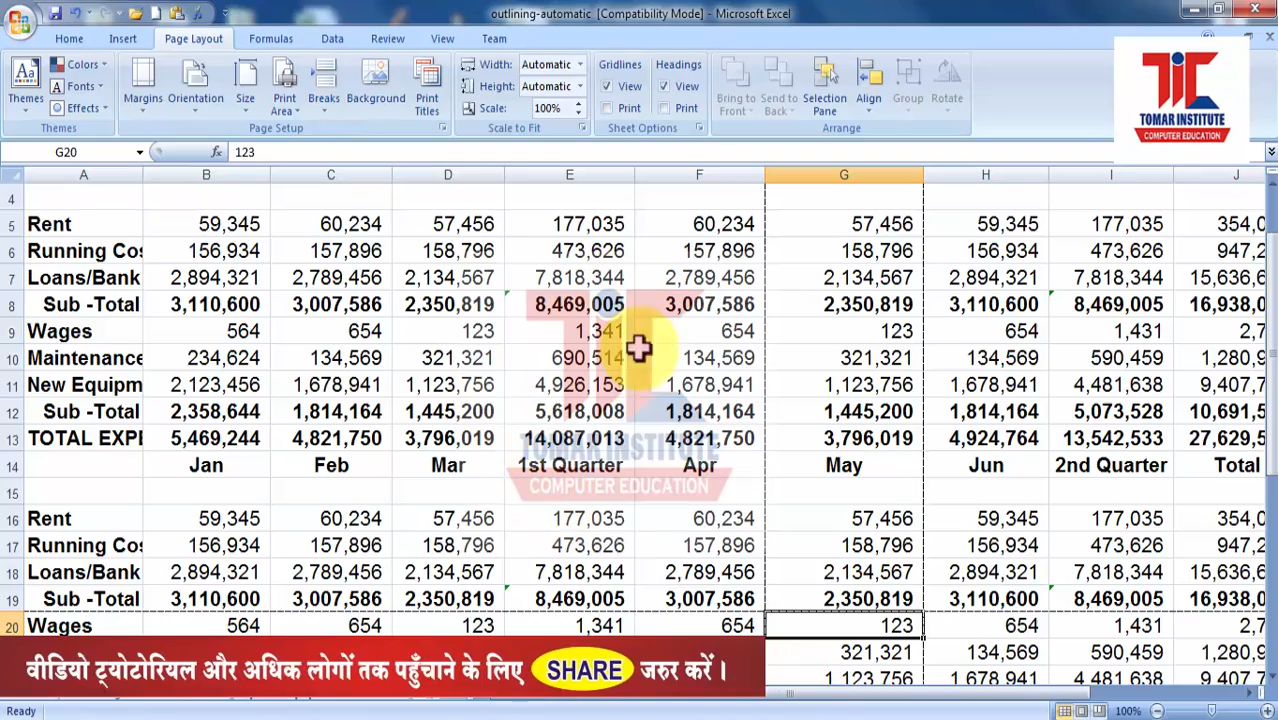 outlining-automatic [Compatibility Mode] - Microsoft Excel
Home Insert Page Layout Formulas Data Review View Team
Themes Colors Fonts Effects Margins Orientation Size Print Area Breaks Background Print Titles Width: Automatic Height: Automatic Scale: 100% Gridlines View Print Headings View Print Bring to Front Send to Back Selection Pane Align Group Rotate
Themes Page Setup Scale to Fit Sheet Options Arrange
TiC
TOMAR INSTITUTE
COMPUTER EDUCATION
G20 fx 123
A B C D E F G H I J
4
5 Rent 59,345 60,234 57,456 177,035 60,234 57,456 59,345 177,035 354,0
6 Running Cos 156,934 157,896 158,796 473,626 157,896 158,796 156,934 473,626 947,2
7 Loans/Bank 2,894,321 2,789,456 2,134,567 7,818,344 2,789,456 2,134,567 2,894,321 7,818,344 15,636,6
8 Sub -Total 3,110,600 3,007,586 2,350,819 8,469,005 3,007,586 2,350,819 3,110,600 8,469,005 16,938,0
9 Wages 564 654 123 1,341 654 123 654 1,431 2,7
10 Maintenance 234,624 134,569 321,321 690,514 134,569 321,321 134,569 590,459 1,280,9
11 New Equipm 2,123,456 1,678,941 1,123,756 4,926,153 1,678,941 1,123,756 1,678,941 4,481,638 9,407,7
12 Sub -Total 2,358,644 1,814,164 1,445,200 5,618,008 1,814,164 1,445,200 1,814,164 5,073,528 10,691,5
13 TOTAL EXPE 5,469,244 4,821,750 3,796,019 14,087,013 4,821,750 3,796,019 4,924,764 13,542,533 27,629,5
14 Jan Feb Mar 1st Quarter Apr May Jun 2nd Quarter Total
TOMAR INSTITUTE
COMPUTER EDUCATION
15
16 Rent 59,345 60,234 57,456 177,035 60,234 57,456 59,345 177,035 354,0
17 Running Cos 156,934 157,896 158,796 473,626 157,896 158,796 156,934 473,626 947,2
18 Loans/Bank 2,894,321 2,789,456 2,134,567 7,818,344 2,789,456 2,134,567 2,894,321 7,818,344 15,636,6
19 Sub -Total 3,110,600 3,007,586 2,350,819 8,469,005 3,007,586 2,350,819 3,110,600 8,469,005 16,938,0
20 Wages 564 654 123 1,341 654 123 654 1,431 2,7
321,321 134,569 590,459 1,280,9
1,123,756 1,678,941 4,481,638 9,407,7
वीडियो ट्योटोरियल और अधिक लोगों तक पहुँचाने के लिए SHARE जरुर करें ।
Ready 100%